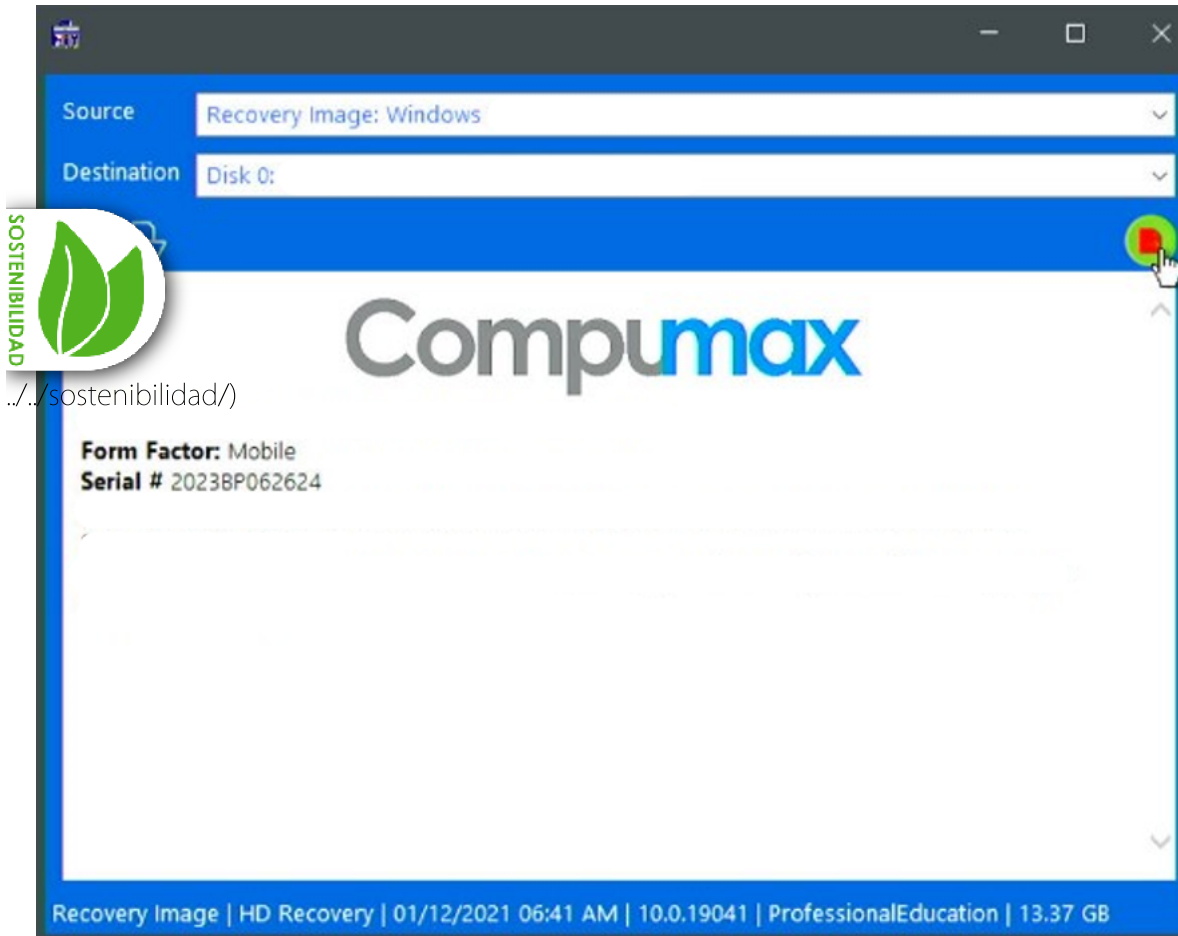 Source
Recovery Image: Windows
Destination
Disk 0:
SOSTENIBILIDAD
Compumax
../../sostenibilidad/)
Form Factor: Mobile
Serial # 2023BP062624
Recovery Image | HD Recovery | 01/12/2021 06:41 AM | 10.0.19041 | ProfessionalEducation | 13.37 GB